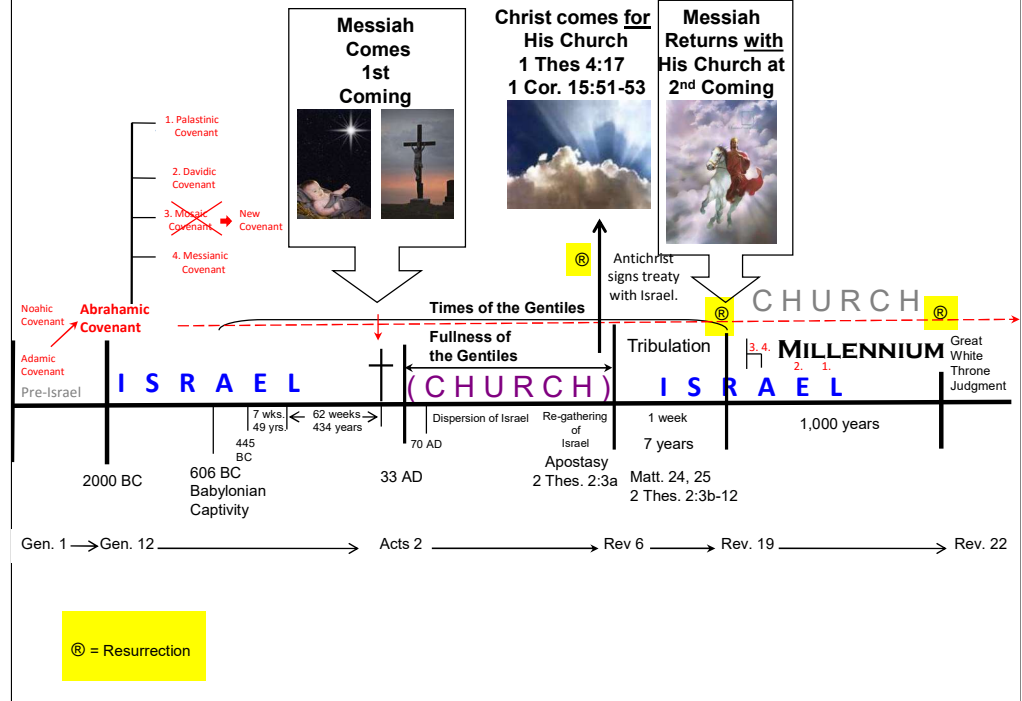 Messiah
Comes
1st
Coming
Christ comes for
His Church
1 Thes 4:17
1 Cor. 15:51-53
Messiah
Returns with
His Church at
2nd Coming
1. Palastinic
Covenant
2. Davidic
Covenant
3. Mosaic
Covenant
New
Covenant
4. Messianic
Covenant
®
Antichrist
signs treaty
with Israel.
Noahic
Covenant
Abrahamic
Covenant
Adamic
Covenant
Times of the Gentiles
®
CHURCH
®
Fullness of
the Gentiles
Tribulation
3. 4.
MILLENNIUM
2. 1.
Great
White
Throne
Judgment
Pre-Israel
ISRAEL
(CHURCH)
ISRAEL
7 wks.
49 yrs.
62 weeks
434 years
445
BC
70 AD
Dispersion of Israel
Re-gathering
of
Israel
1 week
7 years
1,000 years
2000 BC
606 BC
Babylonian
Captivity
33 AD
Apostasy
2 Thes. 2:3a
Matt. 24, 25
2 Thes. 2:3b-12
Gen. 1
Gen. 12
Acts 2
Rev 6
Rev. 19
Rev. 22
® = Resurrection